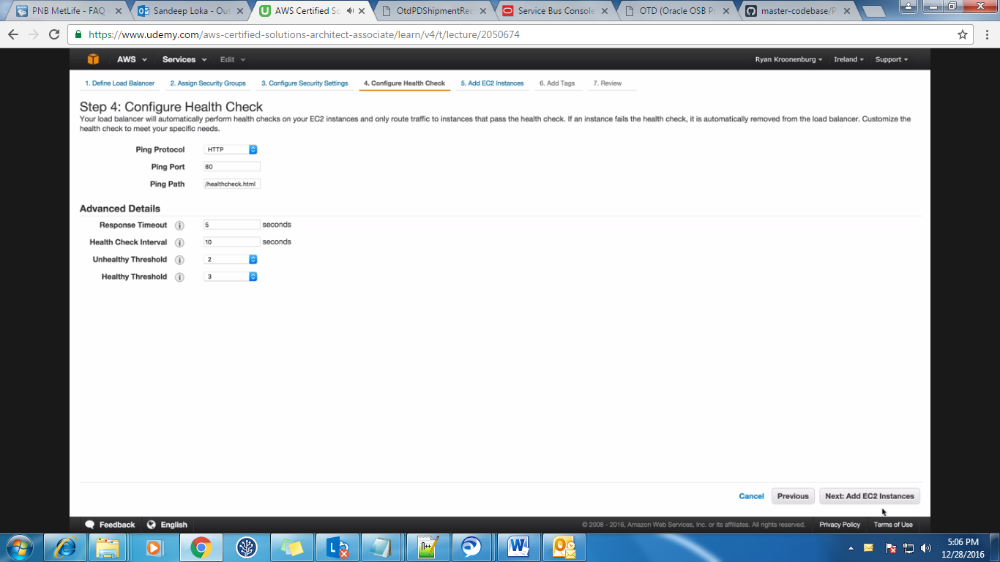 PNB MetLife - FAQ
Sandeep Loka - Out
AWS Certified So
OtdPDShipmentReq
Service Bus Console
OTD (Oracle OSB Pr
master-codebase/P
https://www.udemy.com/aws-certified-solutions-architect-associate/learn/v4/t/lecture/2050674
AWS Services Edit Ryan Kroonenburg Ireland Support
1. Define Load Balancer 2. Assign Security Groups 3. Configure Security Settings 4. Configure Health Check 5. Add EC2 Instances 6. Add Tags 7. Review
Step 4: Configure Health Check
Your load balancer will automatically perform health checks on your EC2 instances and only route traffic to instances that pass the health check. If an instance fails the health check, it is automatically removed from the load balancer. Customize the
health check to meet your specific needs.
Ping Protocol HTTP
Ping Port 80
Ping Path /healthcheck.html
Advanced Details
Response Timeout i 5 seconds
Health Check Interval i 10 seconds
Unhealthy Threshold i 2
Healthy Threshold i 3
Cancel Previous Next: Add EC2 Instances
Feedback English © 2008 - 2016, Amazon Web Services, Inc. or its affiliates. All rights reserved. Privacy Policy Terms of Use
5:06 PM
12/28/2016